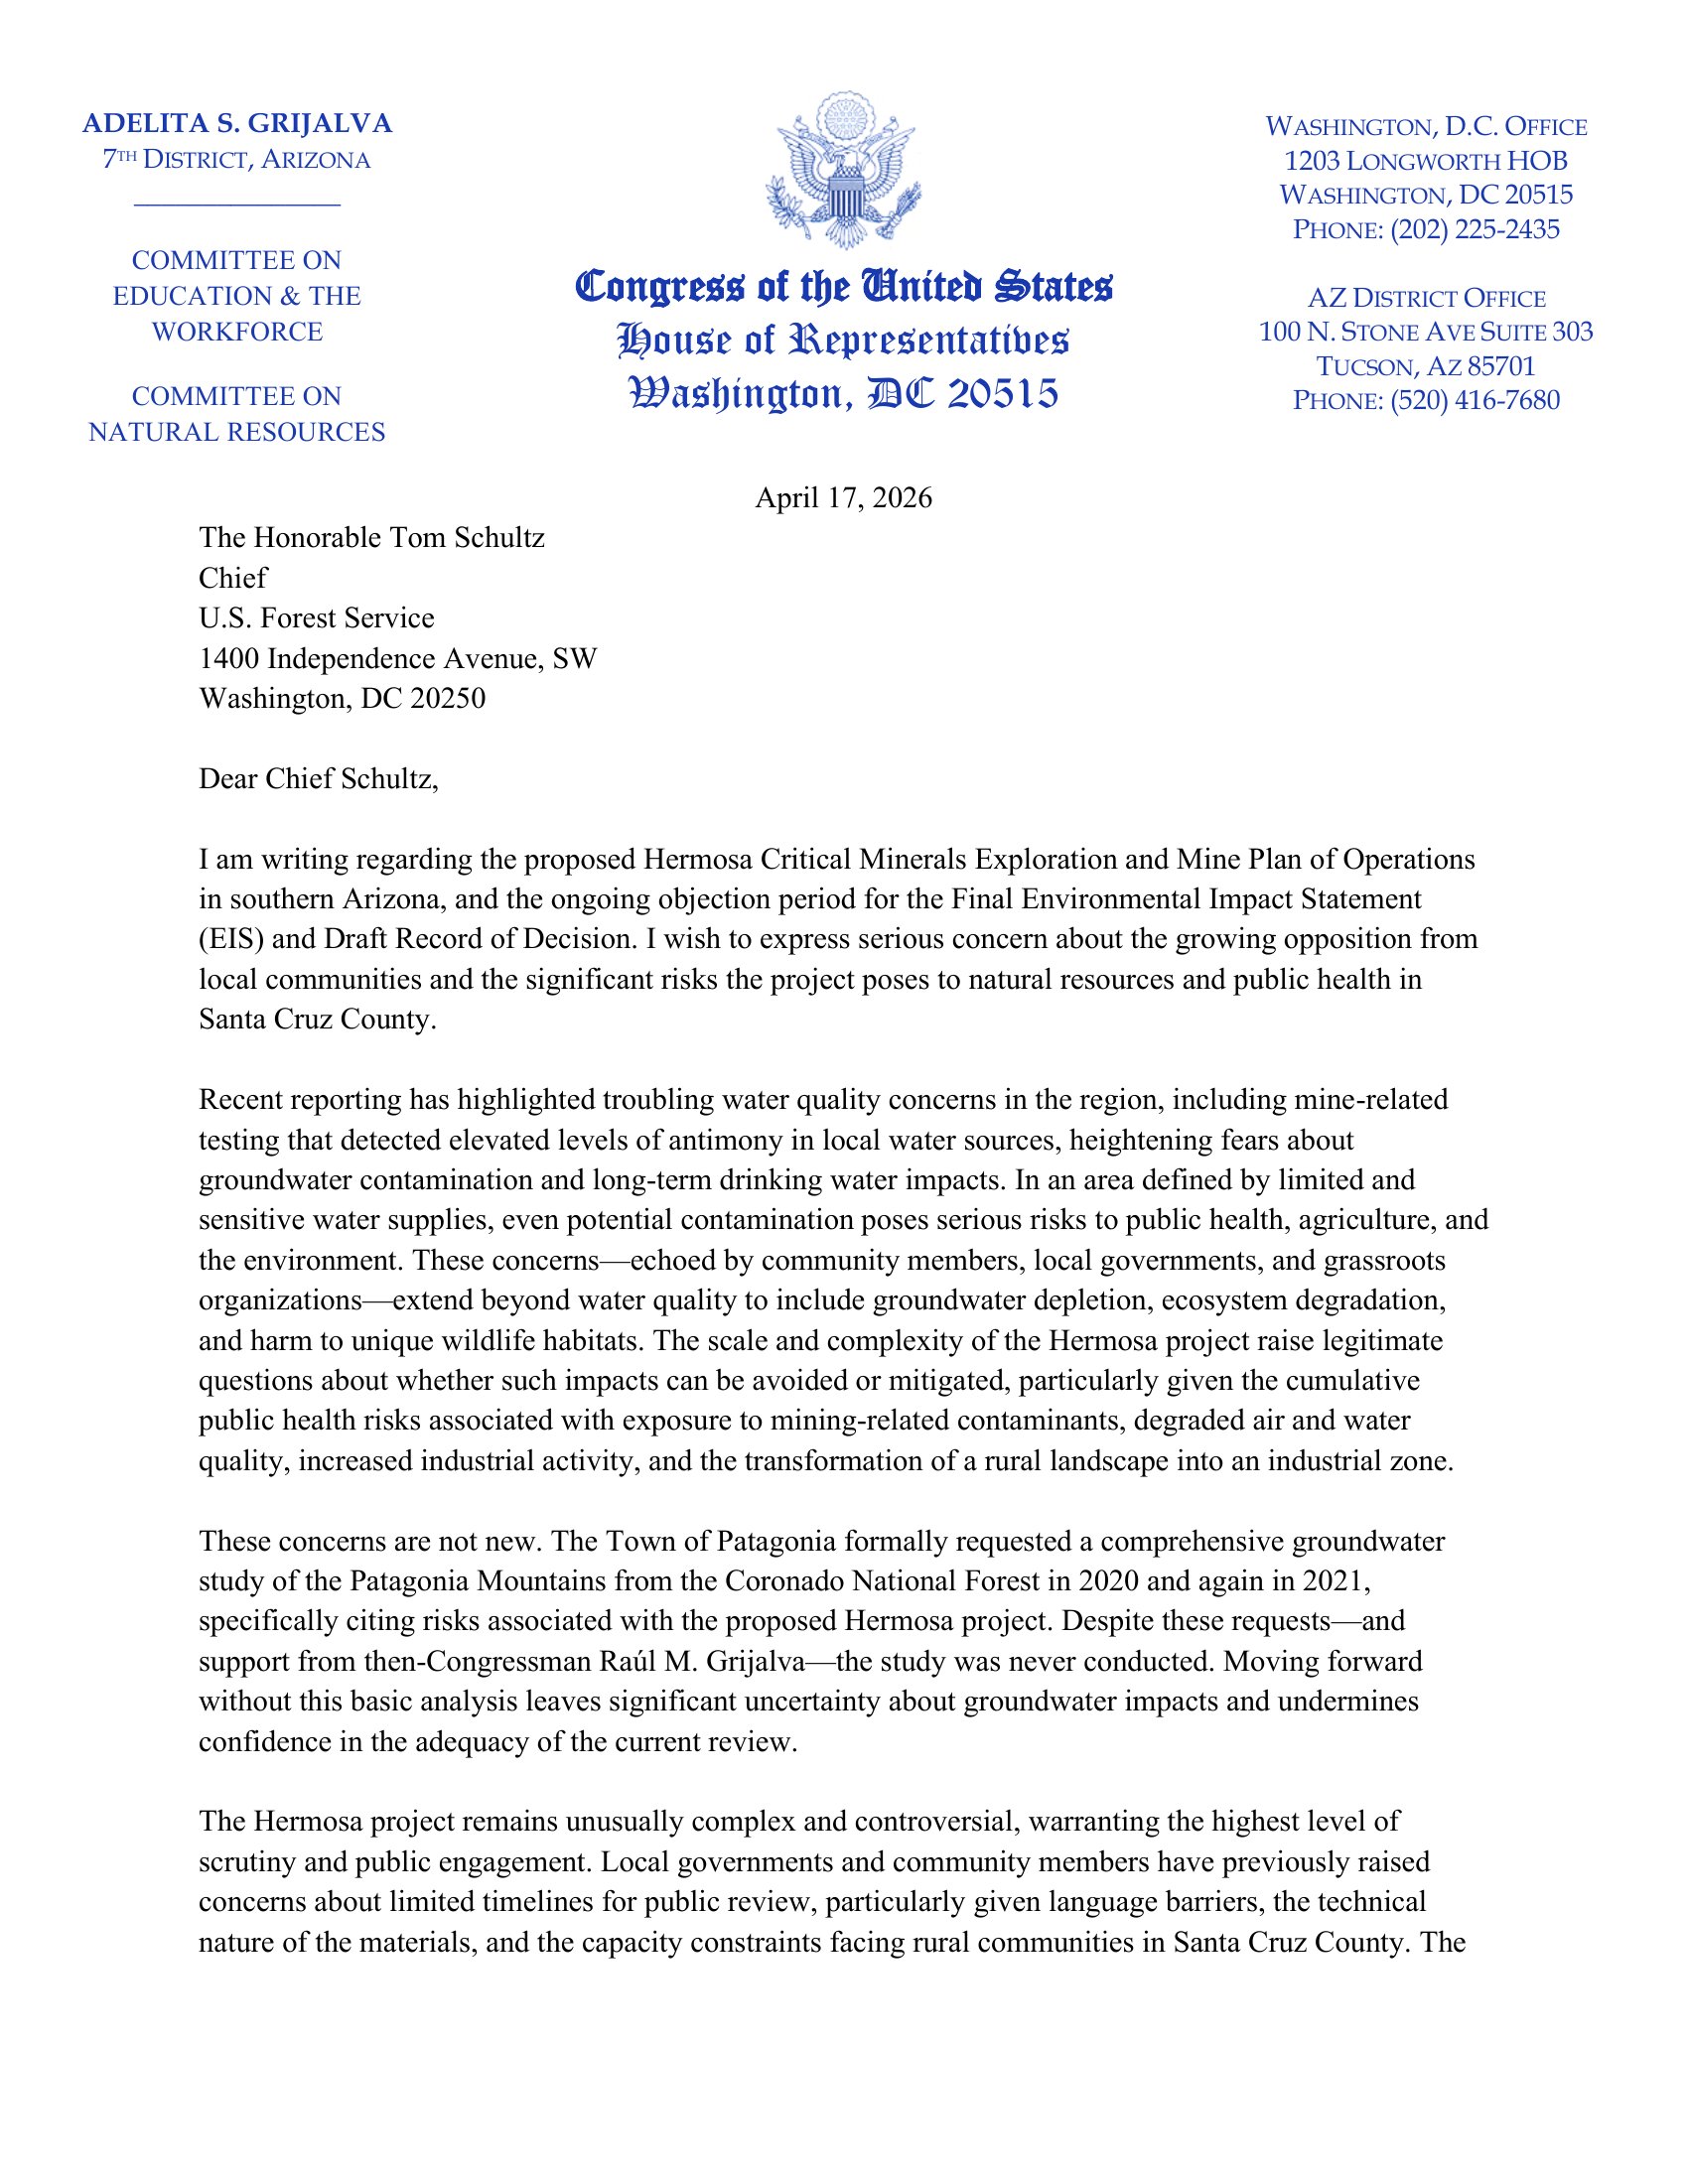 ADELITA S. GRIJALVA
7TH DISTRICT, ARIZONA
COMMITTEE ON
EDUCATION & THE
WORKFORCE
COMMITTEE ON
NATURAL RESOURCES
Congress of the United States
House of Representatives
Washington, DC 20515
WASHINGTON, D.C. OFFICE
1203 LONGWORTH HOB
WASHINGTON, DC 20515
PHONE: (202) 225-2435
AZ DISTRICT OFFICE
100 N. STONE AVE SUITE 303
TUCSON, AZ 85701
PHONE: (520) 416-7680
April 17, 2026
The Honorable Tom Schultz
Chief
U.S. Forest Service
1400 Independence Avenue, SW
Washington, DC 20250
Dear Chief Schultz,
I am writing regarding the proposed Hermosa Critical Minerals Exploration and Mine Plan of Operations
in southern Arizona, and the ongoing objection period for the Final Environmental Impact Statement
(EIS) and Draft Record of Decision. I wish to express serious concern about the growing opposition from
local communities and the significant risks the project poses to natural resources and public health in
Santa Cruz County.
Recent reporting has highlighted troubling water quality concerns in the region, including mine-related
testing that detected elevated levels of antimony in local water sources, heightening fears about
groundwater contamination and long-term drinking water impacts. In an area defined by limited and
sensitive water supplies, even potential contamination poses serious risks to public health, agriculture, and
the environment. These concerns—echoed by community members, local governments, and grassroots
organizations—extend beyond water quality to include groundwater depletion, ecosystem degradation,
and harm to unique wildlife habitats. The scale and complexity of the Hermosa project raise legitimate
questions about whether such impacts can be avoided or mitigated, particularly given the cumulative
public health risks associated with exposure to mining-related contaminants, degraded air and water
quality, increased industrial activity, and the transformation of a rural landscape into an industrial zone.
These concerns are not new. The Town of Patagonia formally requested a comprehensive groundwater
study of the Patagonia Mountains from the Coronado National Forest in 2020 and again in 2021,
specifically citing risks associated with the proposed Hermosa project. Despite these requests—and
support from then-Congressman Raúl M. Grijalva—the study was never conducted. Moving forward
without this basic analysis leaves significant uncertainty about groundwater impacts and undermines
confidence in the adequacy of the current review.
The Hermosa project remains unusually complex and controversial, warranting the highest level of
scrutiny and public engagement. Local governments and community members have previously raised
concerns about limited timelines for public review, particularly given language barriers, the technical
nature of the materials, and the capacity constraints facing rural communities in Santa Cruz County. The